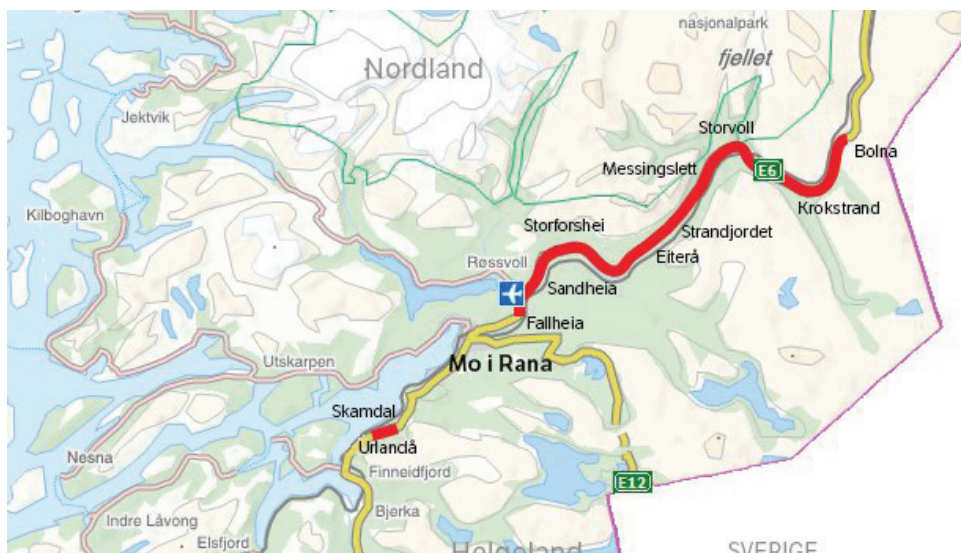 nasjonalpark
fjellet
Nordland
Jektvik
Storvoll
Bolna
Messingslett
E6
Krokstrand
Kilboghavn
Storforshei
Strandjordet
Røssvoll
Eiterå
Sandheia
Fallheia
Utskarpen
Mo i Rana
Skamdal
Urlandå
Nesna
Finneidfjord
E12
Bjerka
Indre Låvong
Elsfjord
Helgeland
SVERIGE